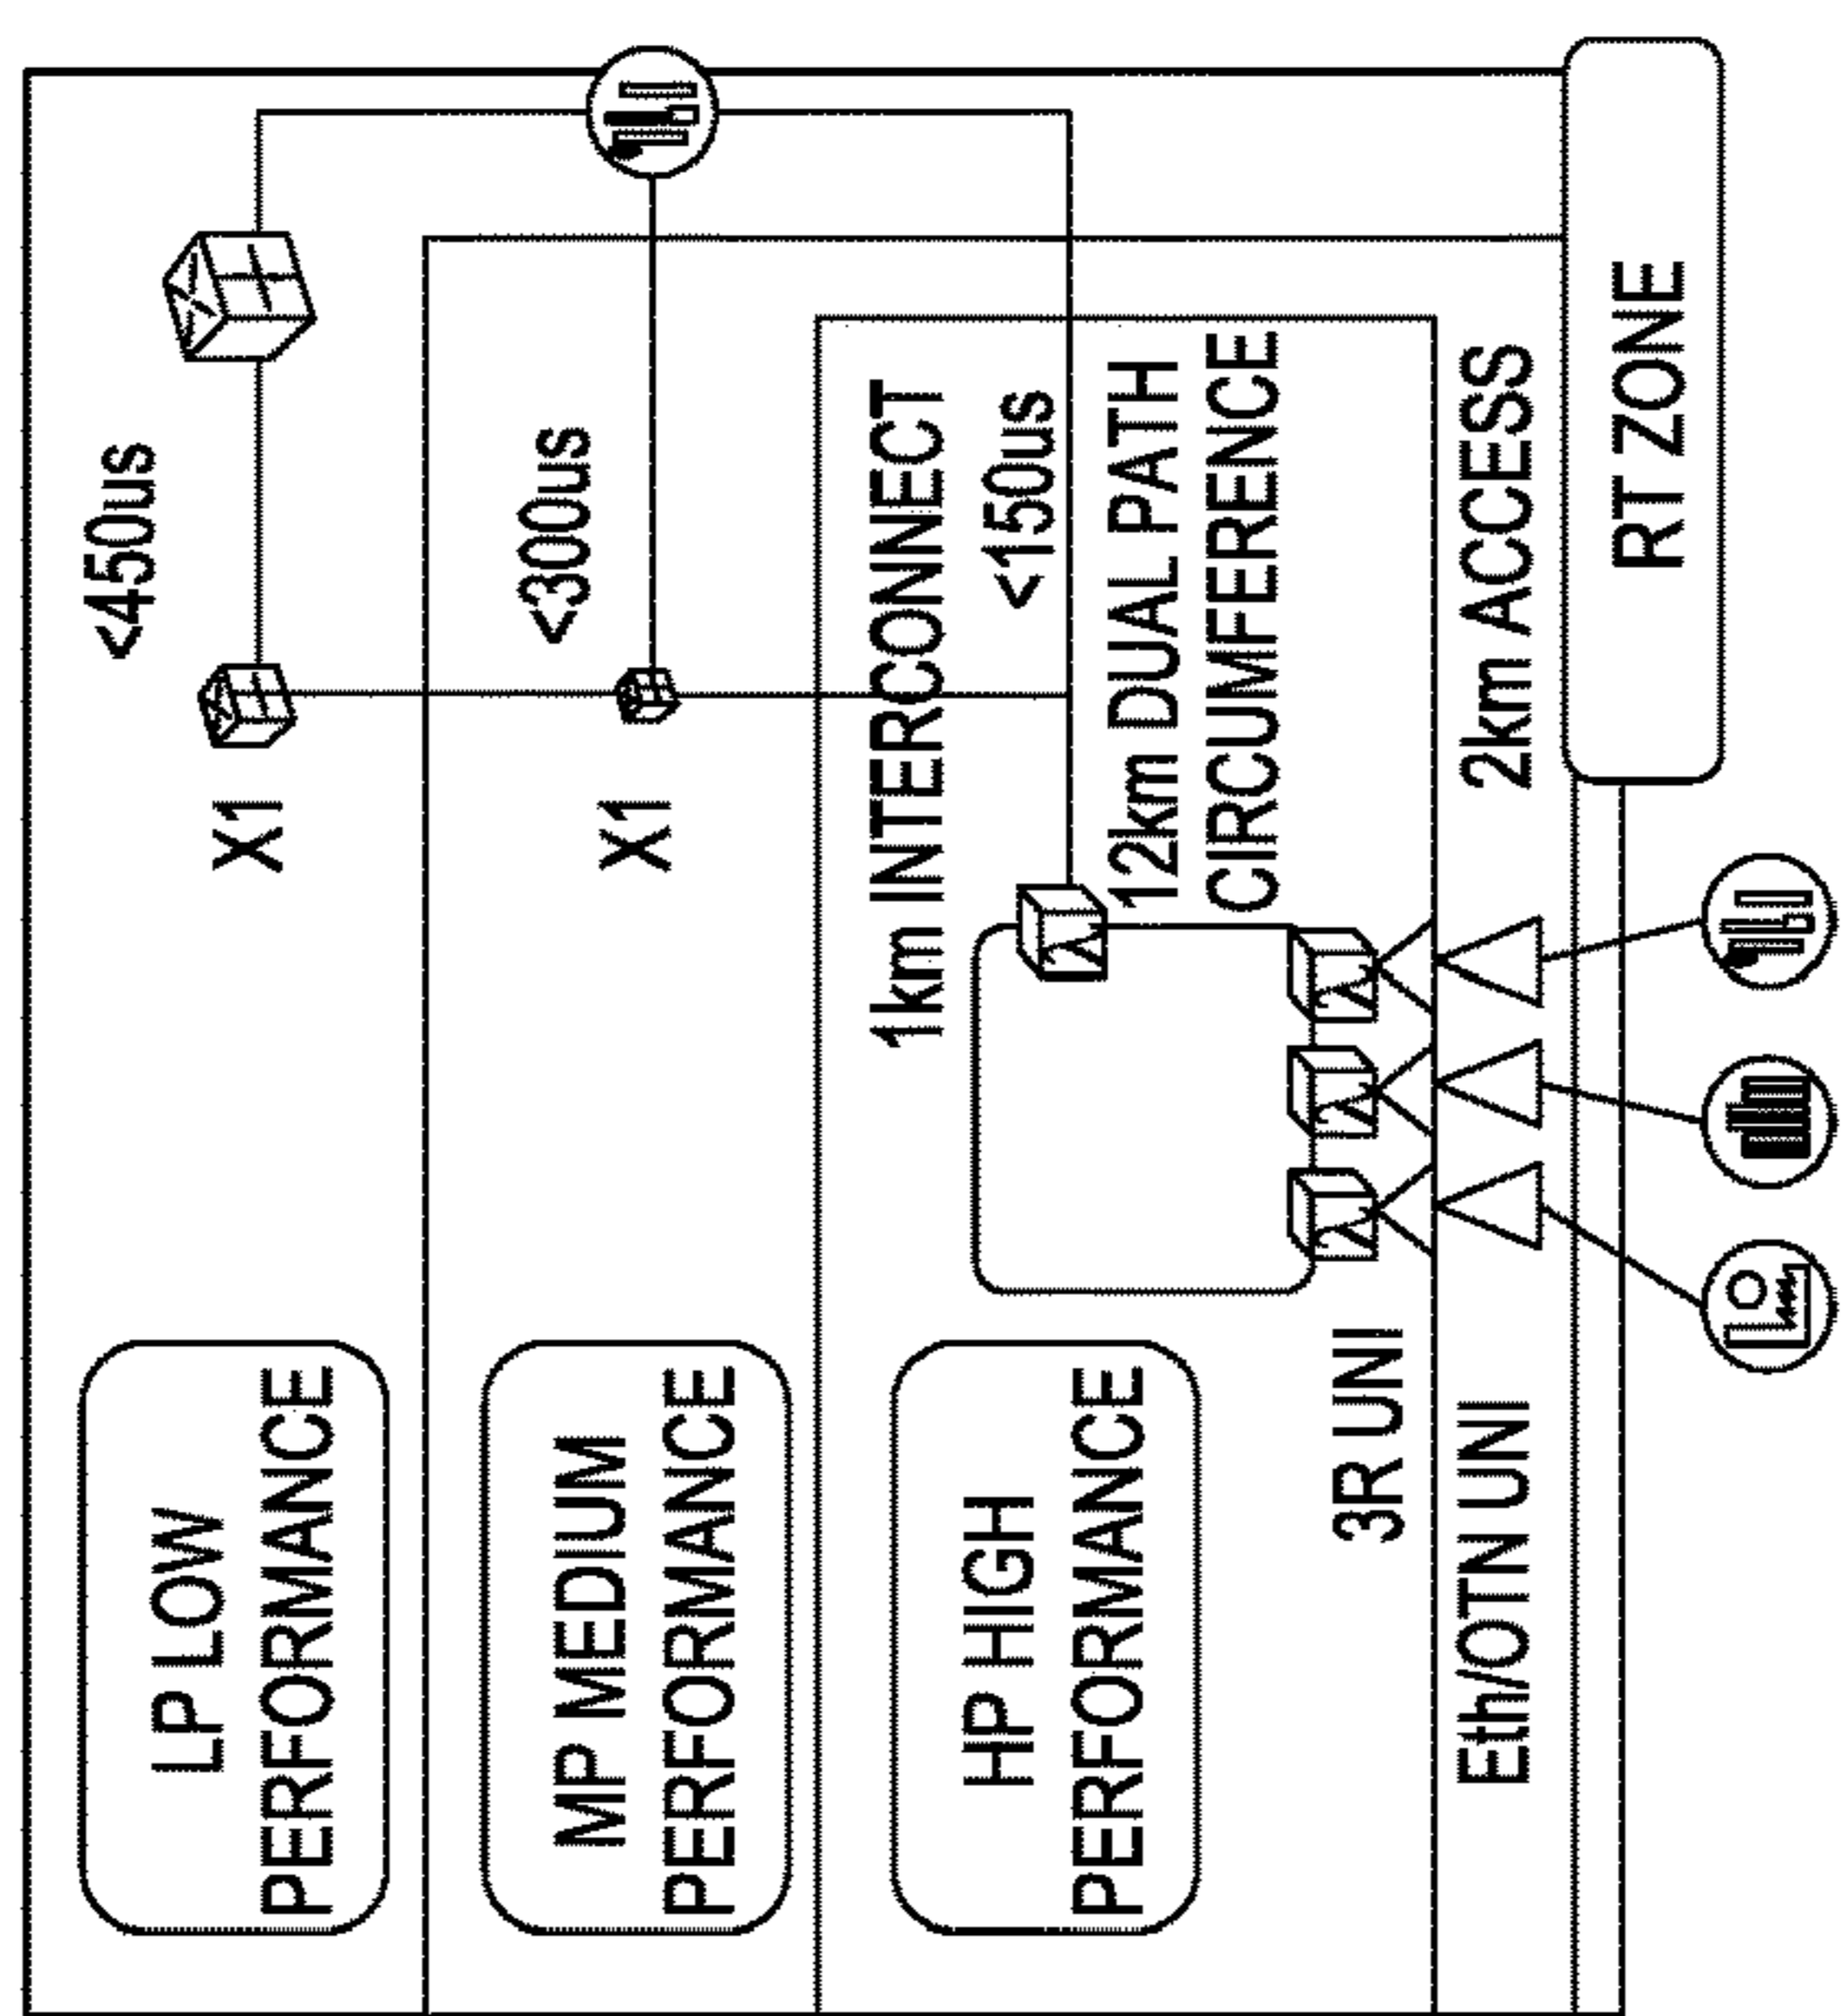 LP LOW
PERFORMANCE
X1
<450us
MP MEDIUM
PERFORMANCE
X1
<300us
HP HIGH
PERFORMANCE
1km INTERCONNECT
<150us
12km DUAL PATH
CIRCUMFERENCE
3R UNI
Eth/OTN UNI
2km ACCESS
RT ZONE